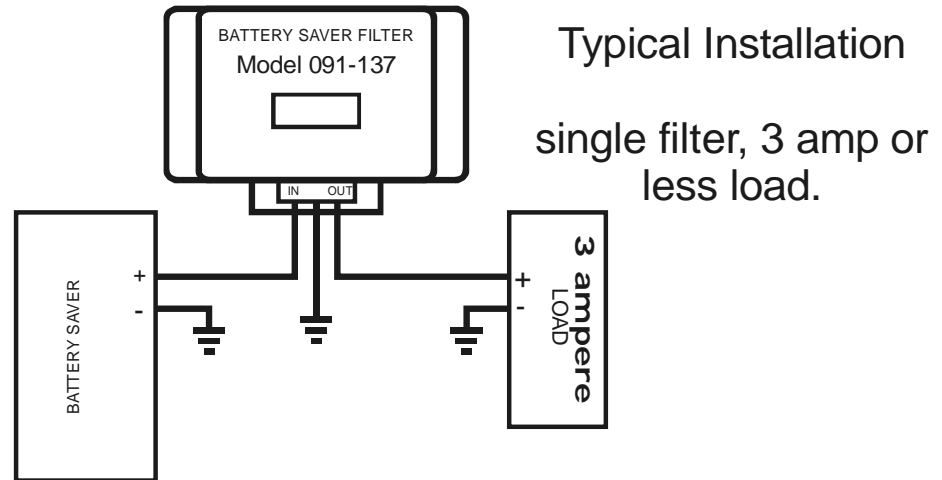 BATTERY SAVER FILTER
Model 091-137
IN OUT
Typical Installation
single filter, 3 amp or
less load.
BATTERY SAVER
+
-
+
-
3 ampere
LOAD